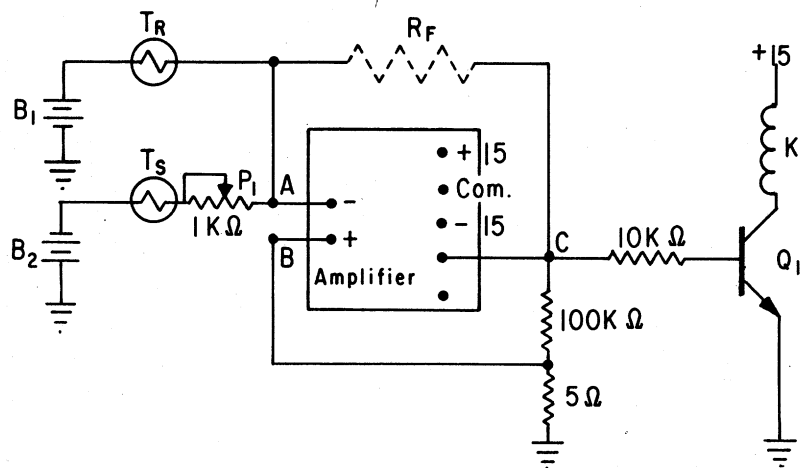 T_R
R_F
+15
B_1
K
T_S
P_1
A
-
+ 15
Com.
- 15
1KΩ
B_2
B
+
Amplifier
C
10KΩ
Q_1
100KΩ
5Ω